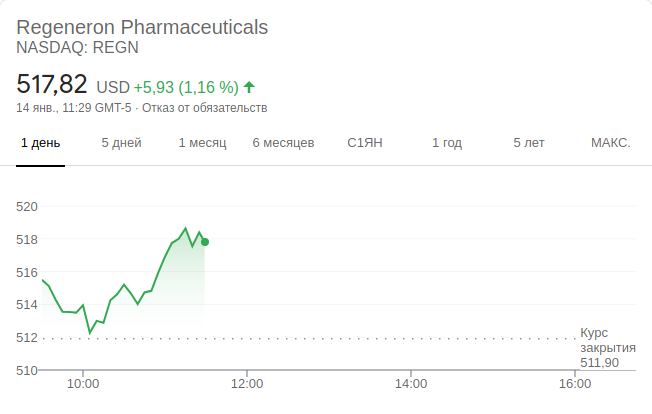 Regeneron Pharmaceuticals
NASDAQ: REGN
517,82 USD +5,93 (1,16 %)
14 янв., 11:29 GMT-5 · Отказ от обязательств
1 день 5 дней 1 месяц 6 месяцев С1ЯН 1 год 5 лет МАКС.
520
518
516
514
512
510
Курс
закрытия
511,90
10:00 12:00 14:00 16:00